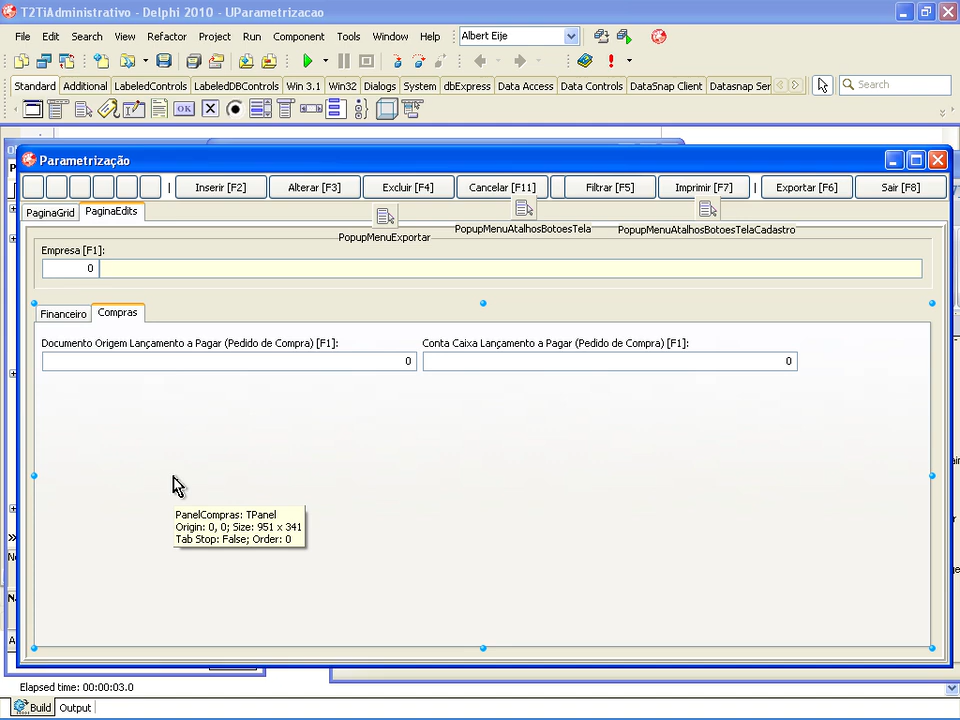 T2TiAdministrativo - Delphi 2010 - UParametrizacao
File Edit Search View Refactor Project Run Component Tools Window Help Albert Eije
Standard Additional LabeledControls LabeledDBControls Win 3.1 Win32 Dialogs System dbExpress Data Access Data Controls DataSnap Client Datasnap Ser Search
OK
Parametrização
Inserir [F2] Alterar [F3] Excluir [F4] Cancelar [F11] Filtrar [F5] Imprimir [F7] Exportar [F6] Sair [F8]
PaginaGrid PaginaEdits
PopupMenuExportar PopupMenuAtalhosBotoesTela PopupMenuAtalhosBotoesTelaCadastro
Empresa [F1]:
0
Financeiro Compras
Documento Origem Lançamento a Pagar (Pedido de Compra) [F1]: Conta Caixa Lançamento a Pagar (Pedido de Compra) [F1]:
0 0
PanelCompras: TPanel
Origin: 0, 0; Size: 951 x 341
Tab Stop: False; Order: 0
Elapsed time: 00:00:03.0
Build Output